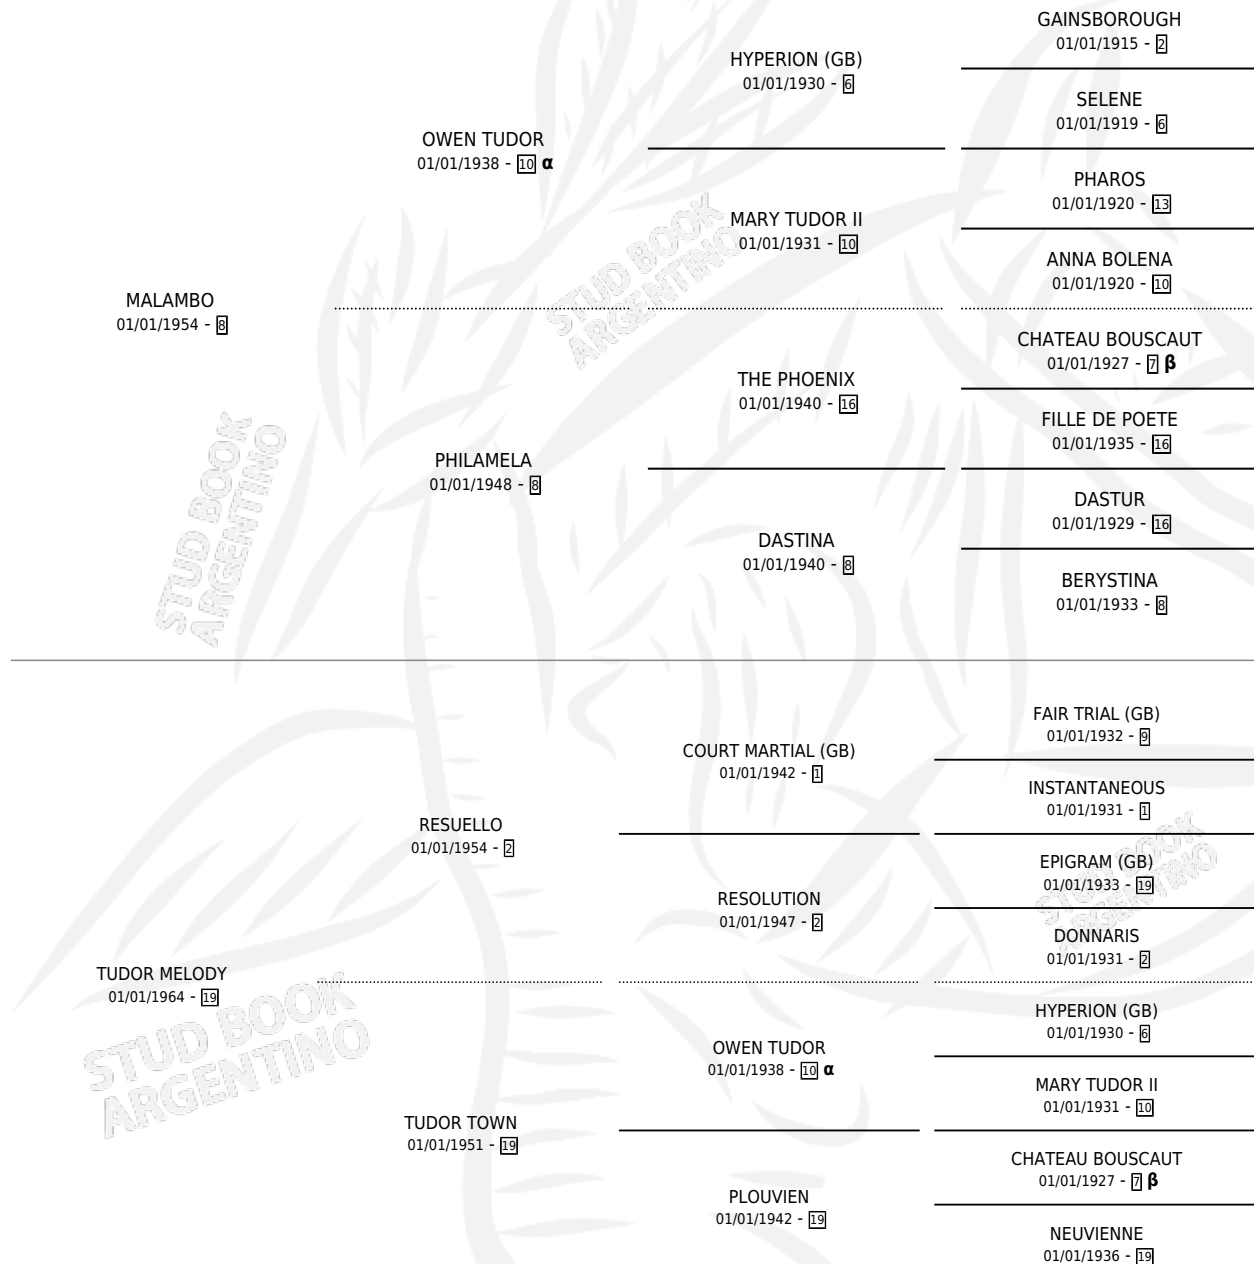 GAINSBOROUGH
01/01/1915 - 2
HYPERION (GB)
01/01/1930 - 6
SELENE
01/01/1919 - 6
OWEN TUDOR
01/01/1938 - 10 α
PHAROS
01/01/1920 - 13
MARY TUDOR II
01/01/1931 - 10
ANNA BOLENA
01/01/1920 - 10
MALAMBO
01/01/1954 - 8
CHATEAU BOUSCAUT
01/01/1927 - 7 β
THE PHOENIX
01/01/1940 - 16
FILLE DE POETE
01/01/1935 - 16
PHILAMELA
01/01/1948 - 8
DASTUR
01/01/1929 - 16
DASTINA
01/01/1940 - 8
BERYSTINA
01/01/1933 - 8
STUD BOOK
ARGENTINO
STUD BOOK
ARGENTINO
FAIR TRIAL (GB)
01/01/1932 - 9
COURT MARTIAL (GB)
01/01/1942 - 1
INSTANTANEOUS
01/01/1931 - 1
RESUELLO
01/01/1954 - 2
EPIGRAM (GB)
01/01/1933 - 19
RESOLUTION
01/01/1947 - 2
DONNARIS
01/01/1931 - 2
TUDOR MELODY
01/01/1964 - 19
HYPERION (GB)
01/01/1930 - 6
OWEN TUDOR
01/01/1938 - 10 α
MARY TUDOR II
01/01/1931 - 10
TUDOR TOWN
01/01/1951 - 19
CHATEAU BOUSCAUT
01/01/1927 - 7 β
PLOUVIEN
01/01/1942 - 19
NEUVIENNE
01/01/1936 - 19
STUD BOOK
ARGENTINO
STUD BOOK
ARGENTINO